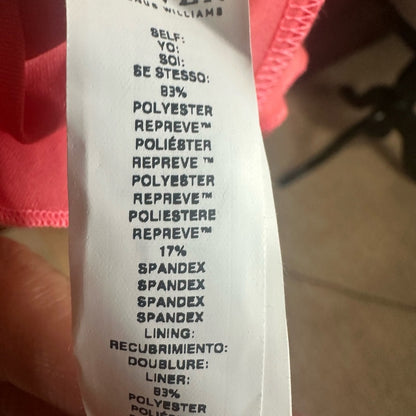 WILLIAMS
SELF:
YO:
SOI:
SE STESSO:
83%
POLYESTER
REPREVE™
POLIÉSTER
REPREVE ™
POLYESTER
REPREVE™
POLIESTERE
REPREVE™
17%
SPANDEX
SPANDEX
SPANDEX
SPANDEX
LINING:
RECUBRIMIENTO:
DOUBLURE:
LINER:
83%
POLYESTER